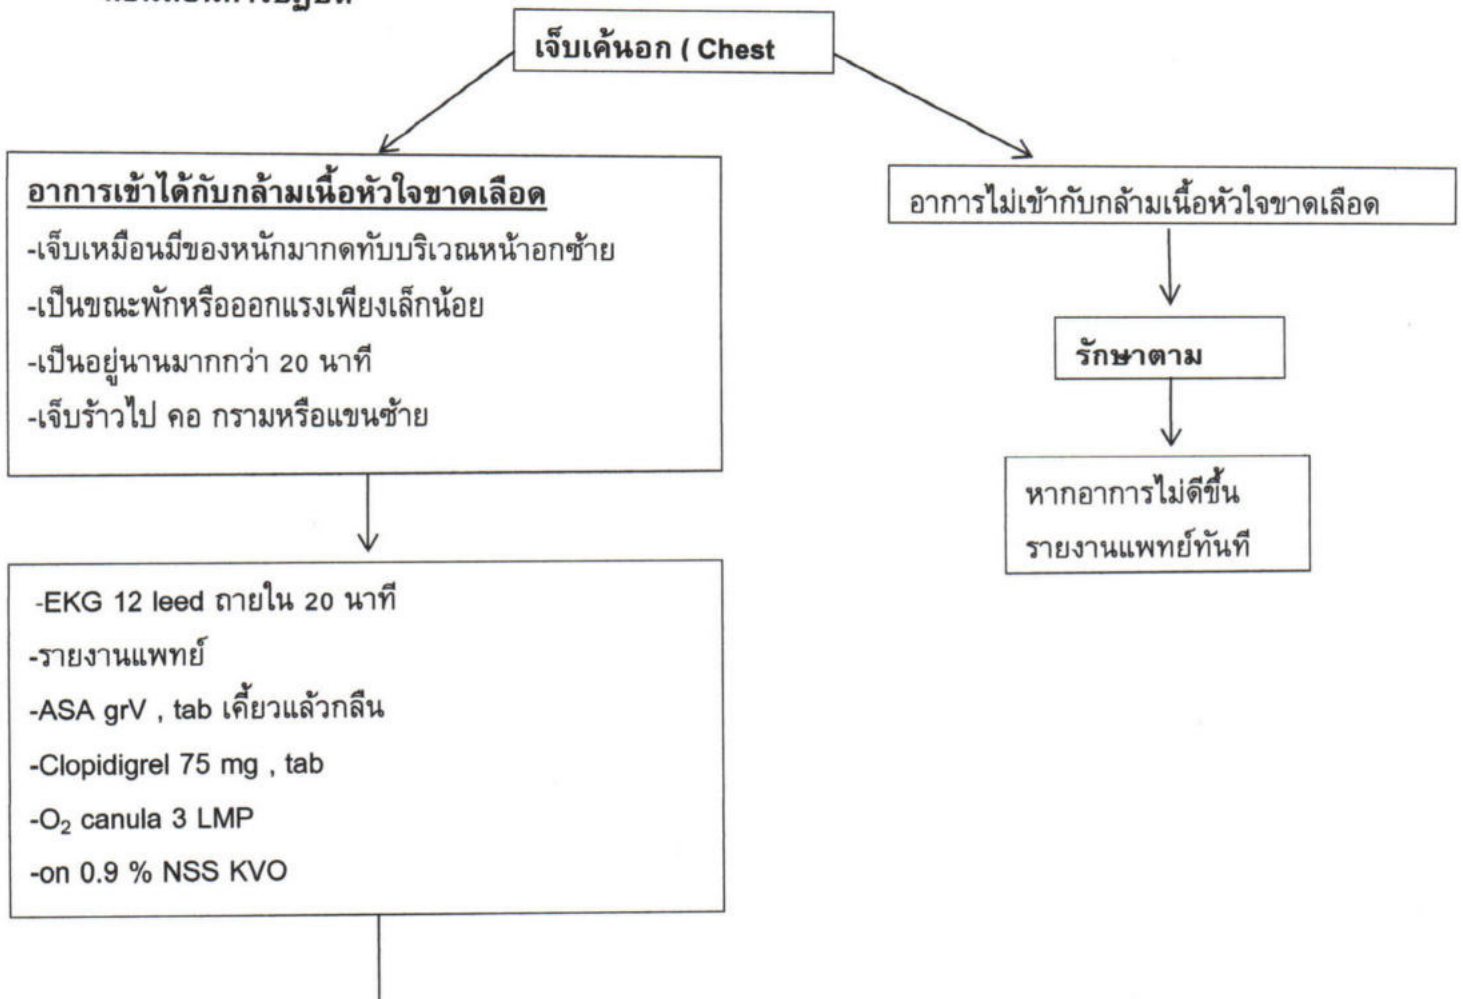 เจ็บเค้นอก ( Chest
อาการเข้าได้กับกล้ามเนื้อหัวใจขาดเลือด
-เจ็บเหมือนมีของหนักมากดทับบริเวณหน้าอกซ้าย
-เป็นขณะพักหรือออกแรงเพียงเล็กน้อย
-เป็นอยู่นานมากกว่า 20 นาที
-เจ็บร้าวไป คอ กรามหรือแขนซ้าย
อาการไม่เข้ากับกล้ามเนื้อหัวใจขาดเลือด
รักษาตาม
หากอาการไม่ดีขึ้น
รายงานแพทย์ทันที
-EKG 12 leed ภายใน 20 นาที
-รายงานแพทย์
-ASA grV , tab เคี้ยวแล้วกลืน
-Clopidigrel 75 mg , tab
-O₂ canula 3 LMP
-on 0.9 % NSS KVO